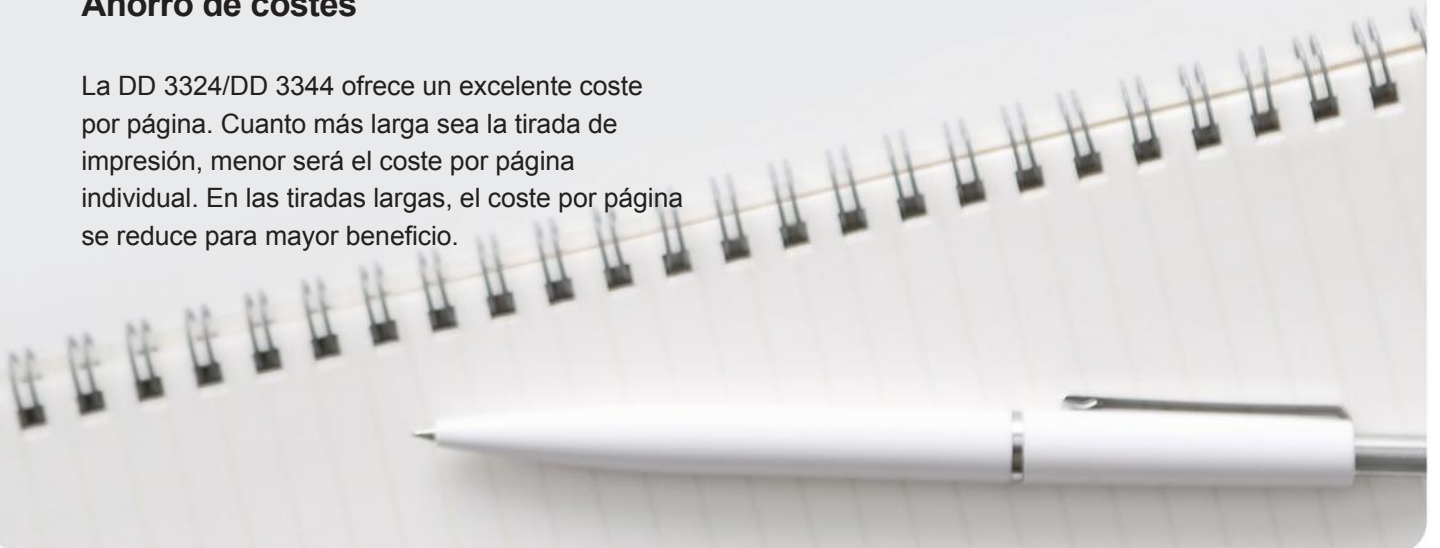 Ahorro de costes
La DD 3324/DD 3344 ofrece un excelente coste
por página. Cuanto más larga sea la tirada de
impresión, menor será el coste por página
individual. En las tiradas largas, el coste por página
se reduce para mayor beneficio.